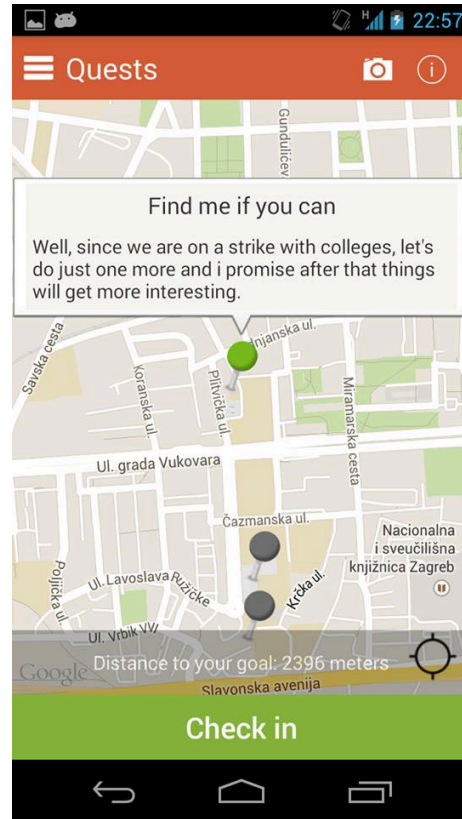 H
22:57
Quests
i
Gundulićev
Find me if you can
Well, since we are on a strike with colleges, let's
do just one more and i promise after that things
will get more interesting.
Savska cesta
Koranska ul.
Plitvička ul.
njanska ul.
Miramarska cesta
Ul. grada Vukovara
Čazmanska ul.
Nacionalna
i sveučilišna
knjižnica Zagreb
Poljička ul.
Ul. Lavoslava Ružičke
Krčka ul.
Ul. Vrbik VIV
Google
Distance to your goal: 2396 meters
Slavonska avenija
Check in